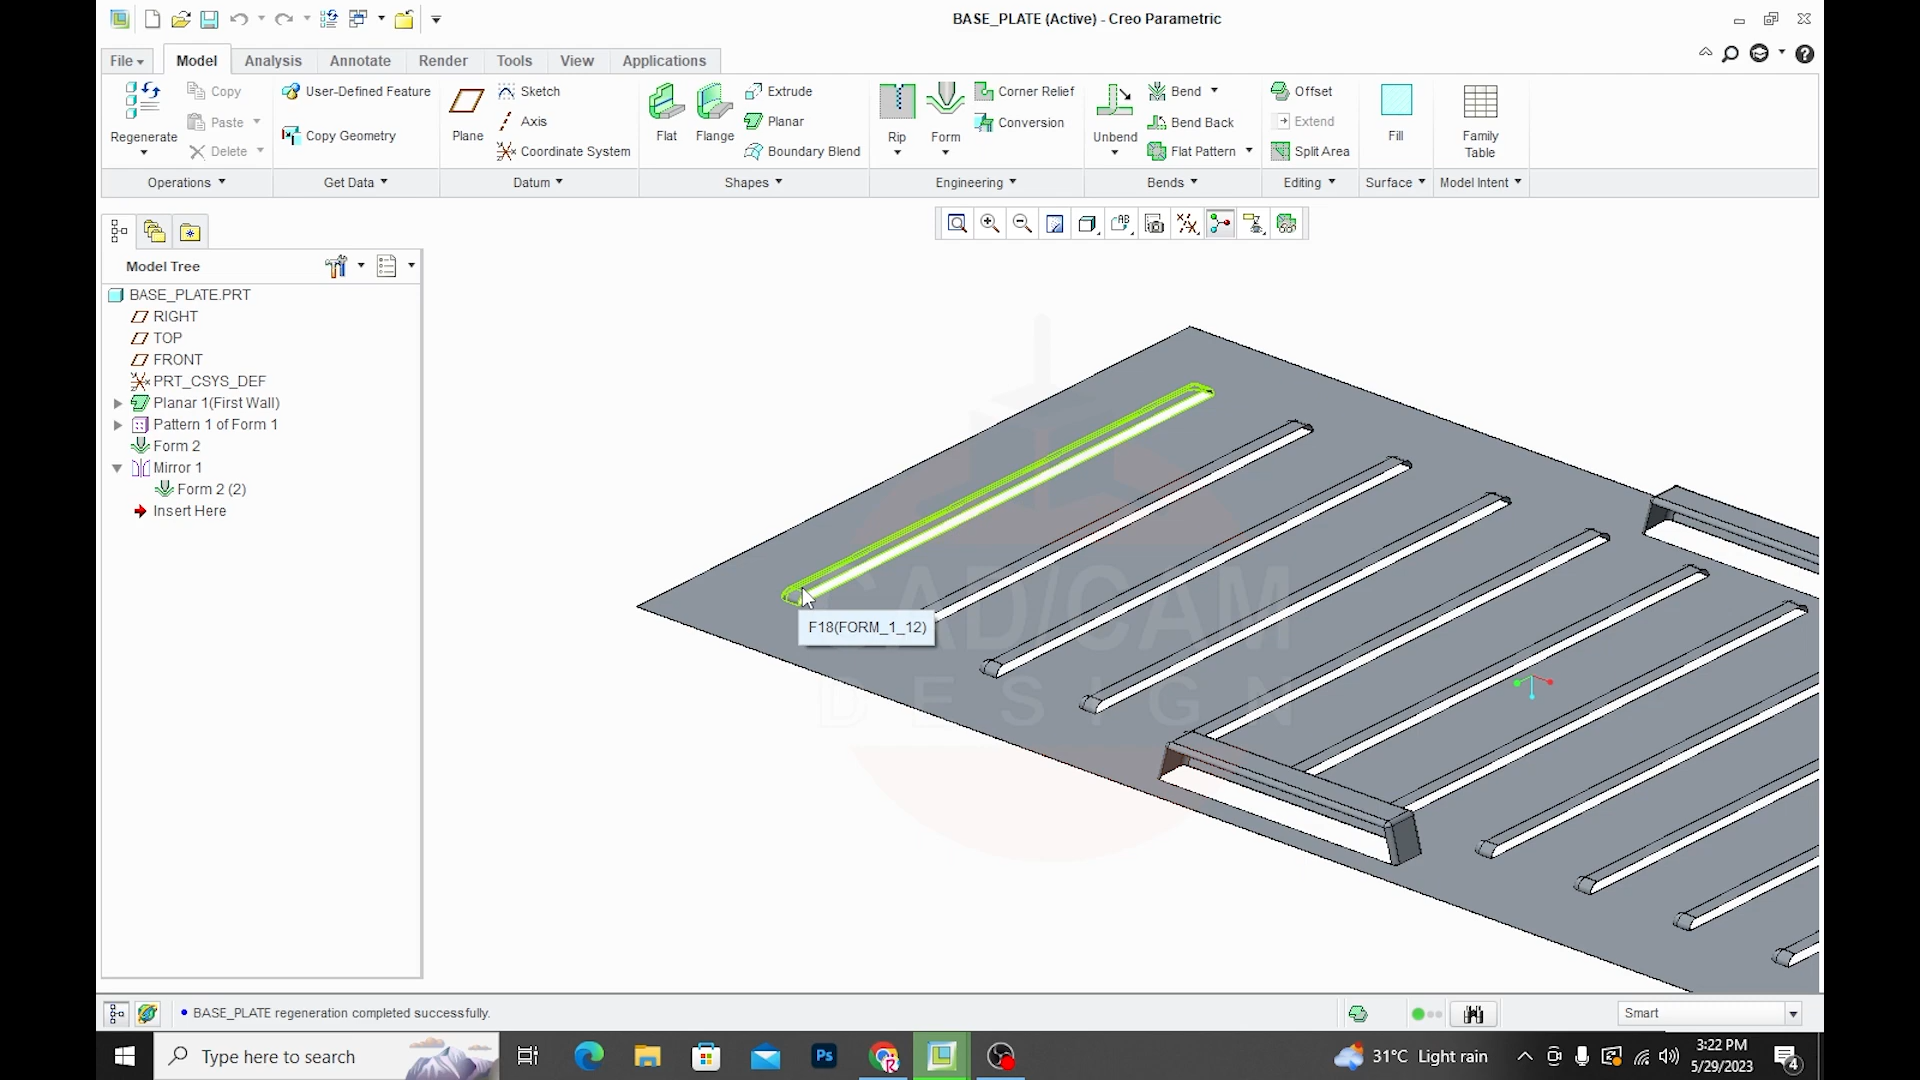 BASE_PLATE (Active) - Creo Parametric
File Model Analysis Annotate Render Tools View Applications
Regenerate
Copy
Paste
Delete
Operations
User-Defined Feature
Copy Geometry
Get Data
Plane
Sketch
Axis
Coordinate System
Datum
Flat
Flange
Extrude
Planar
Boundary Blend
Shapes
Rip
Form
Corner Relief
Conversion
Engineering
Unbend
Bend
Bend Back
Flat Pattern
Bends
Offset
Extend
Split Area
Editing
Fill
Surface
Family
Table
Model Intent
Model Tree
BASE_PLATE.PRT
RIGHT
TOP
FRONT
PRT_CSYS_DEF
Planar 1(First Wall)
Pattern 1 of Form 1
Form 2
Mirror 1
Form 2 (2)
Insert Here
F18(FORM_1_12)
CAD/CAM
DESIGN
BASE_PLATE regeneration completed successfully.
Smart
Type here to search
Ps
31°C Light rain
3:22 PM
5/29/2023
4